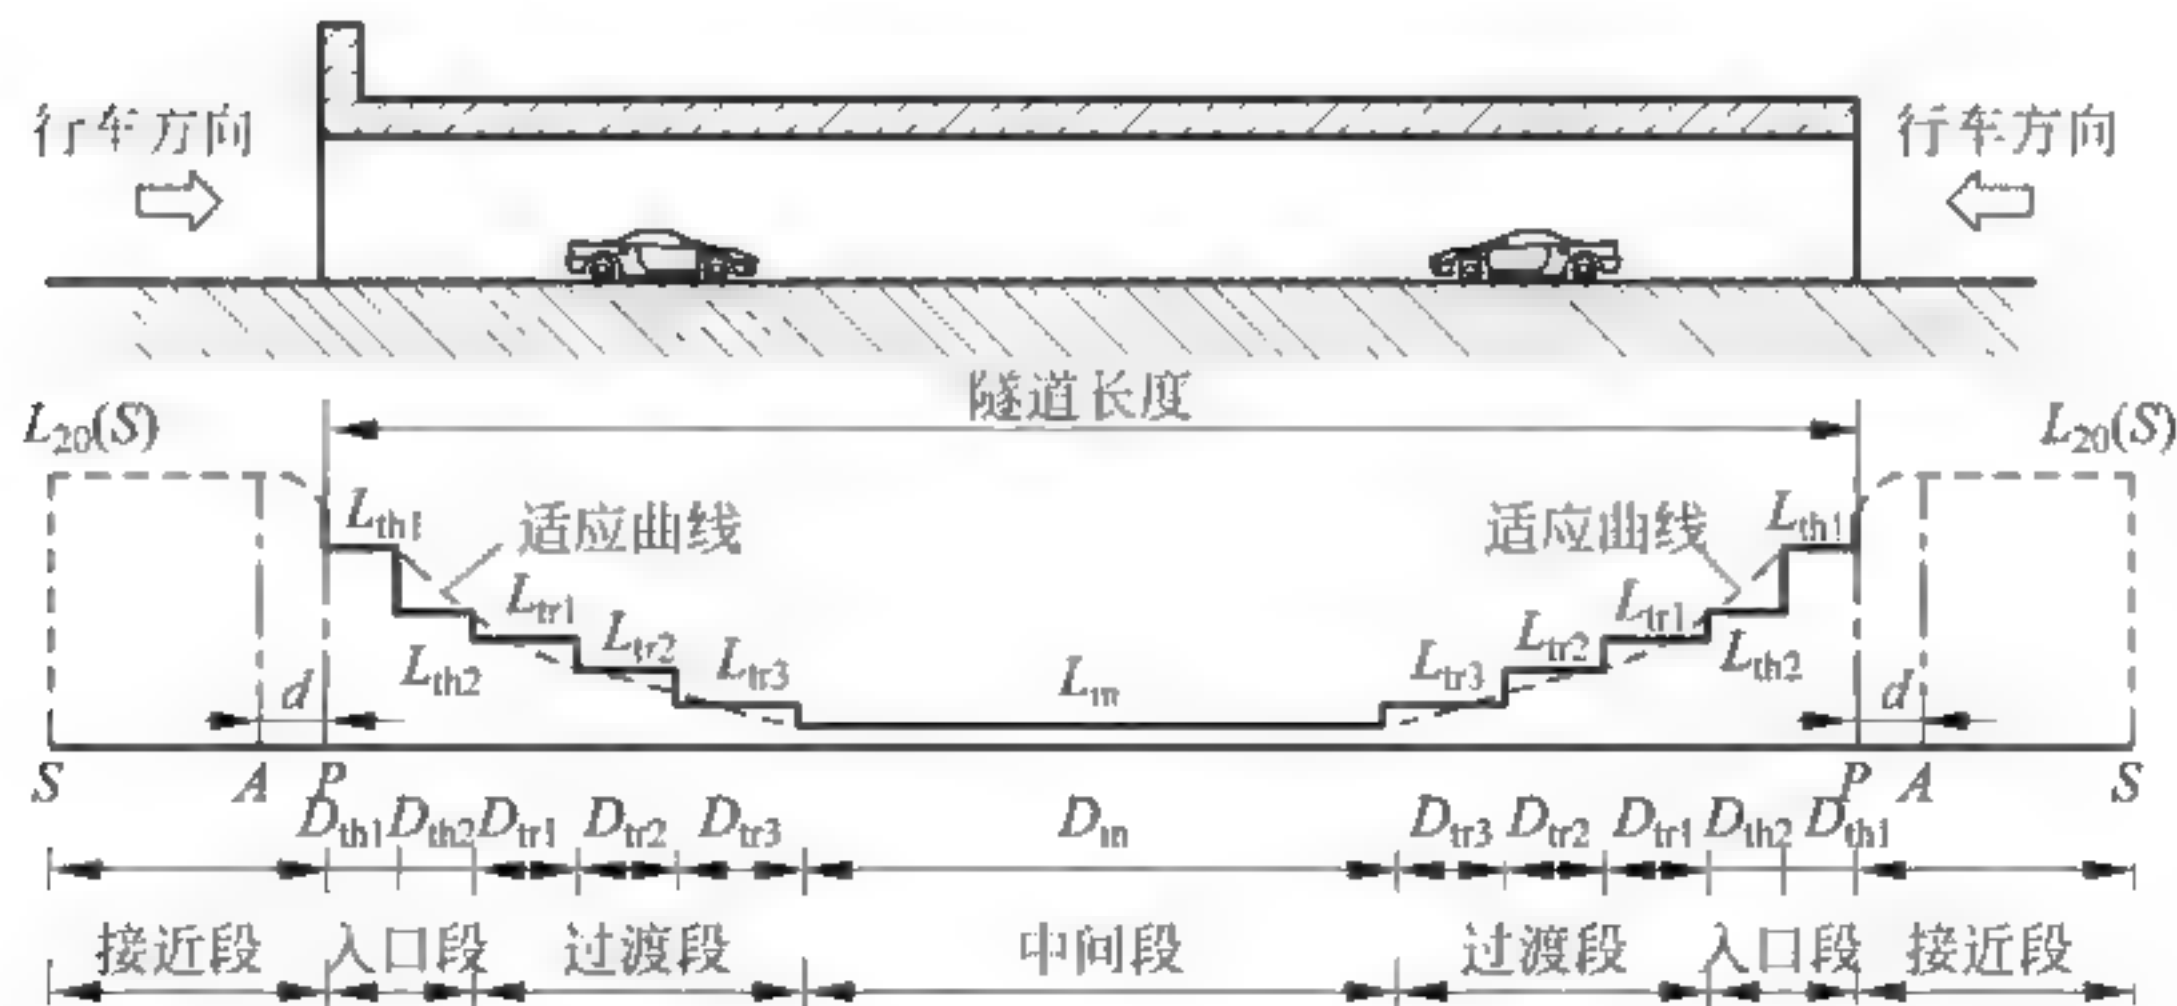 行车方向 行车方向
隧道长度
L20(S) L20(S)
Lth1 适应曲线 适应曲线 Lth1
Ltr1 Ltr1
Ltr2 Ltr2
Lth2 Ltr3 Lin Ltr3 Lth2
d d
S A P P A S
Dth1 Dth2 Dtr1 Dtr2 Dtr3 Din Dtr3 Dtr2 Dtr1 Dth2 Dth1
接近段 入口段 过渡段 中间段 过渡段 入口段 接近段